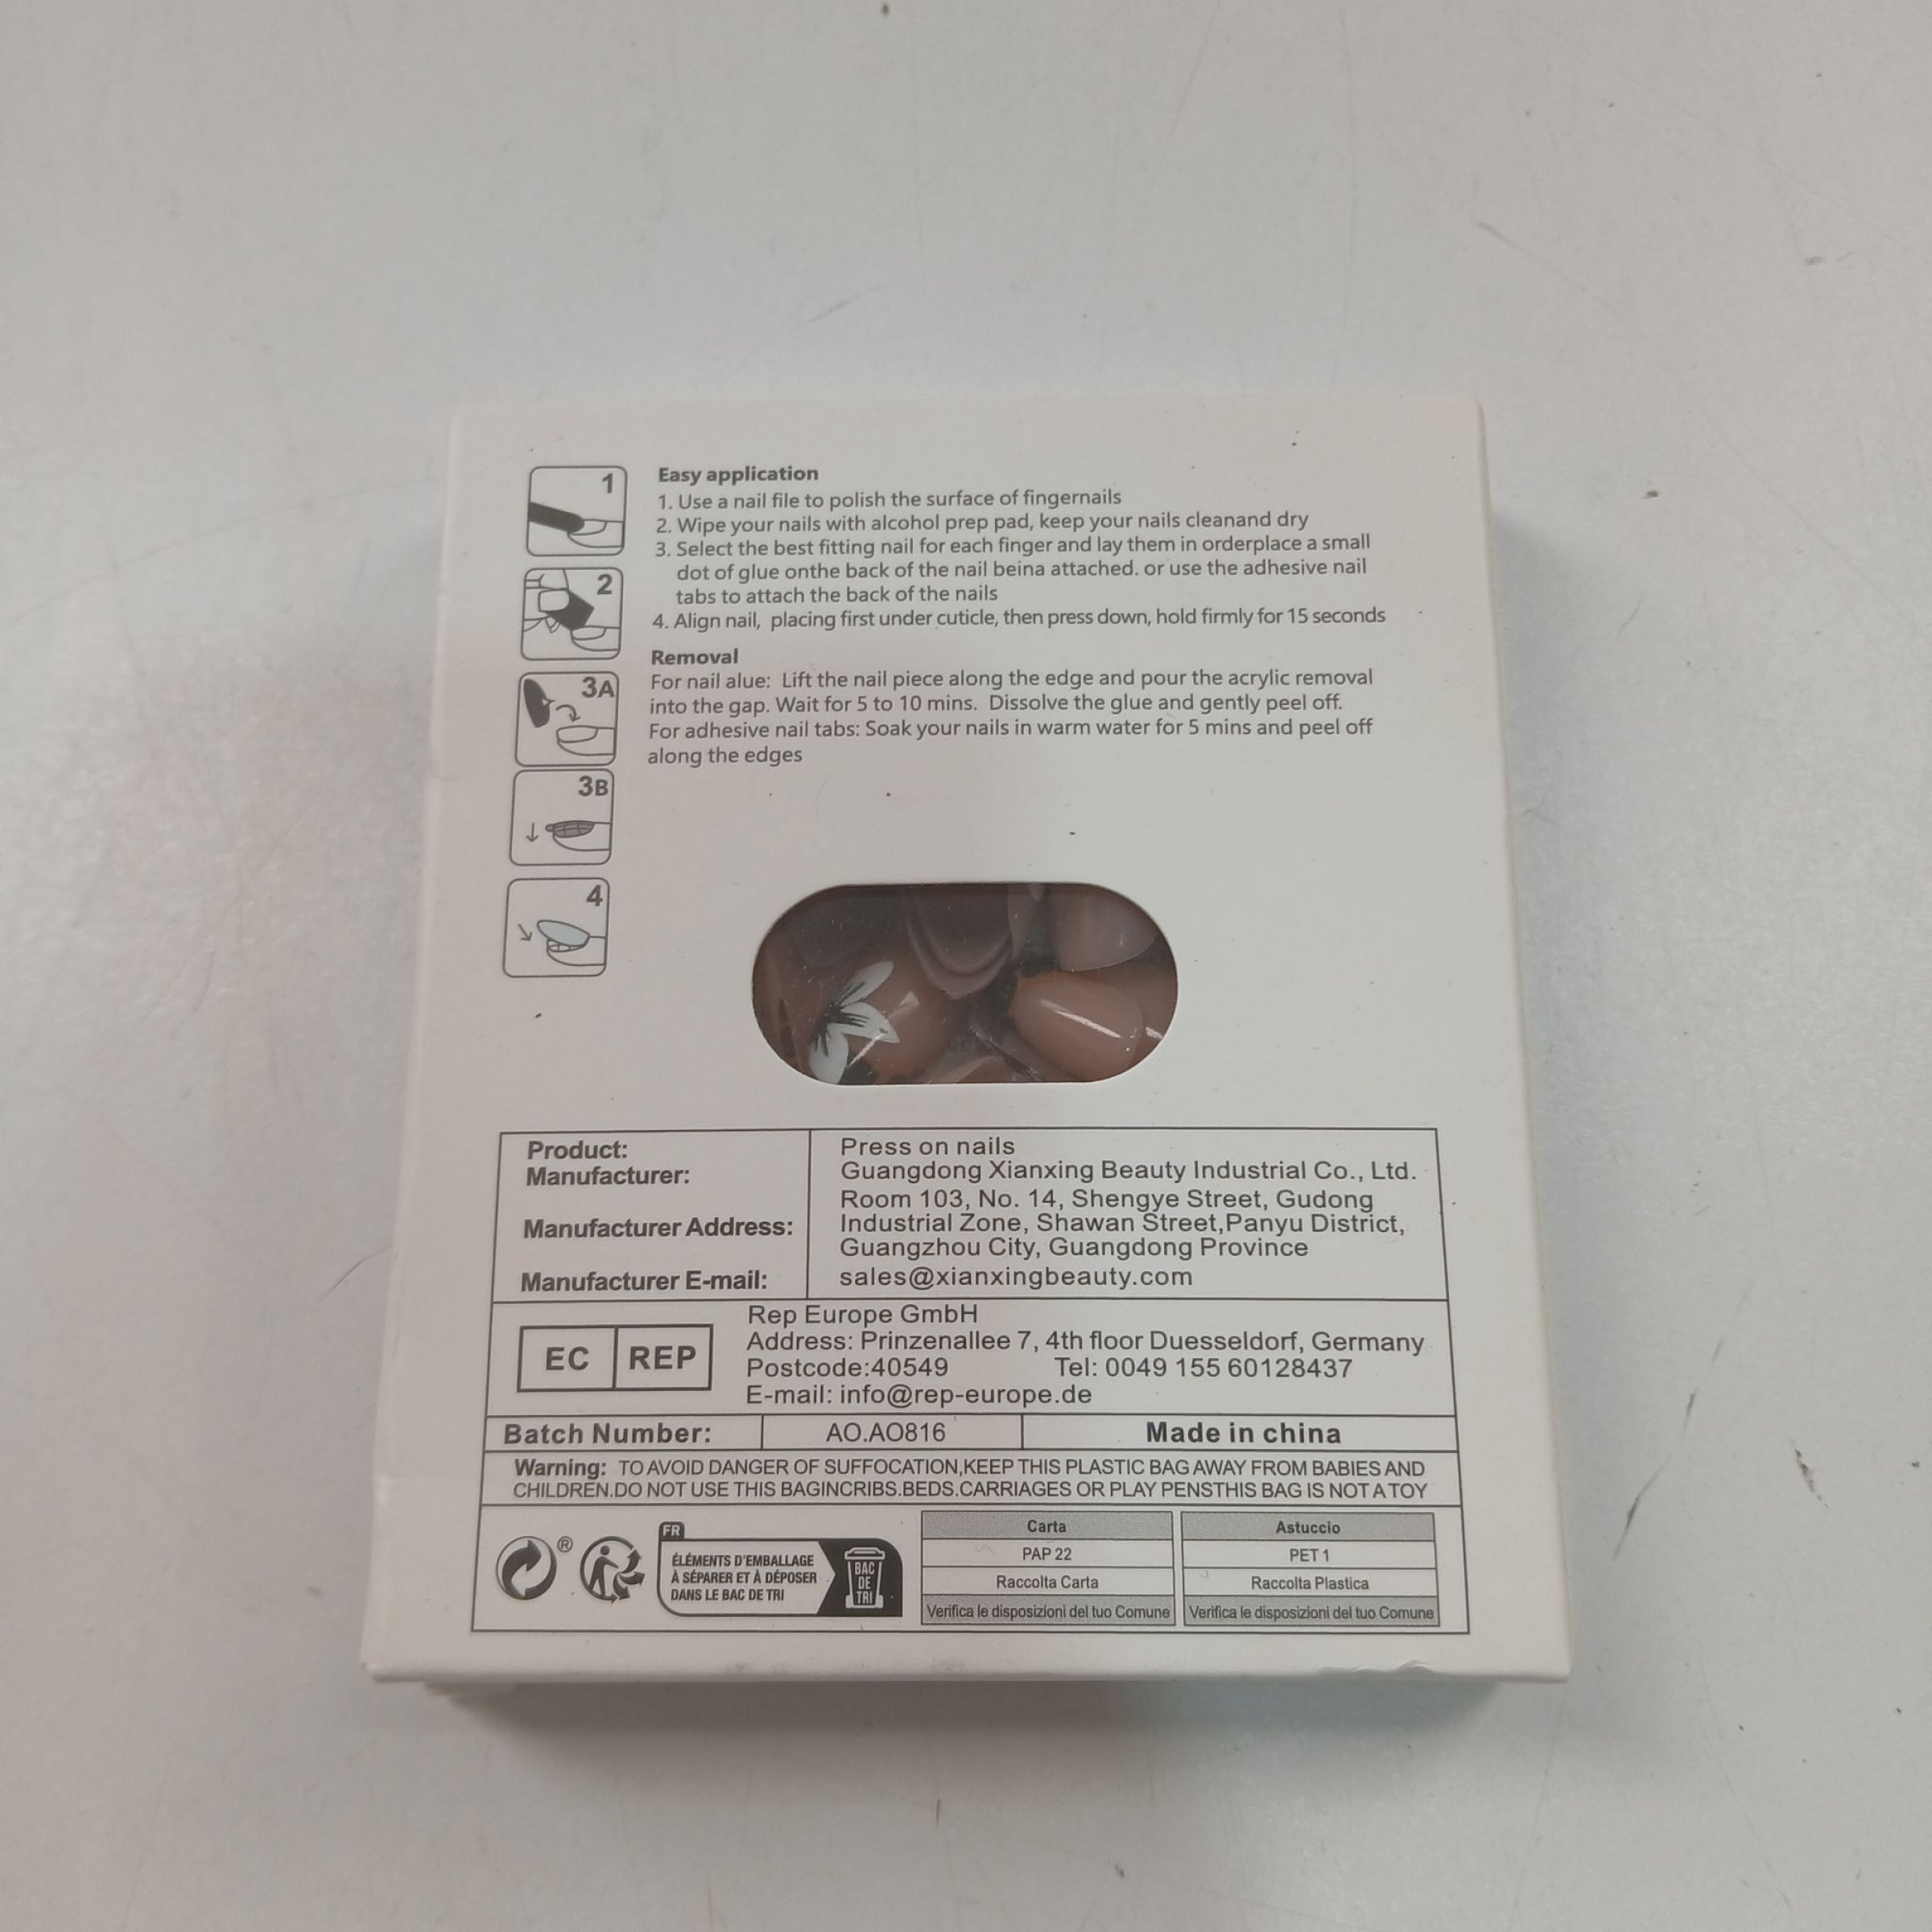 1
2
3A
3B
4
Easy application
1. Use a nail file to polish the surface of fingernails
2. Wipe your nails with alcohol prep pad, keep your nails cleanand dry
3. Select the best fitting nail for each finger and lay them in orderplace a small
dot of glue onthe back of the nail beina attached. or use the adhesive nail
tabs to attach the back of the nails
4. Align nail, placing first under cuticle, then press down, hold firmly for 15 seconds
Removal
For nail alue: Lift the nail piece along the edge and pour the acrylic removal
into the gap. Wait for 5 to 10 mins. Dissolve the glue and gently peel off.
For adhesive nail tabs: Soak your nails in warm water for 5 mins and peel off
along the edges
Product: Press on nails
Manufacturer: Guangdong Xianxing Beauty Industrial Co., Ltd.
Manufacturer Address: Room 103, No. 14, Shengye Street, Gudong
Industrial Zone, Shawan Street,Panyu District,
Guangzhou City, Guangdong Province
Manufacturer E-mail: sales@xianxingbeauty.com
EC REP
Rep Europe GmbH
Address: Prinzenallee 7, 4th floor Duesseldorf, Germany
Postcode:40549 Tel: 0049 155 60128437
E-mail: info@rep-europe.de
Batch Number: AO.AO816 Made in china
Warning: TO AVOID DANGER OF SUFFOCATION,KEEP THIS PLASTIC BAG AWAY FROM BABIES AND
CHILDREN.DO NOT USE THIS BAGINCRIBS.BEDS.CARRIAGES OR PLAY PENSTHIS BAG IS NOT A TOY
®
FR
ÉLÉMENTS D'EMBALLAGE
À SÉPARER ET À DÉPOSER
DANS LE BAC DE TRI
BAC
DE
TRI
Carta
PAP 22
Raccolta Carta
Verifica le disposizioni del tuo Comune
Astuccio
PET 1
Raccolta Plastica
Verifica le disposizioni del tuo Comune